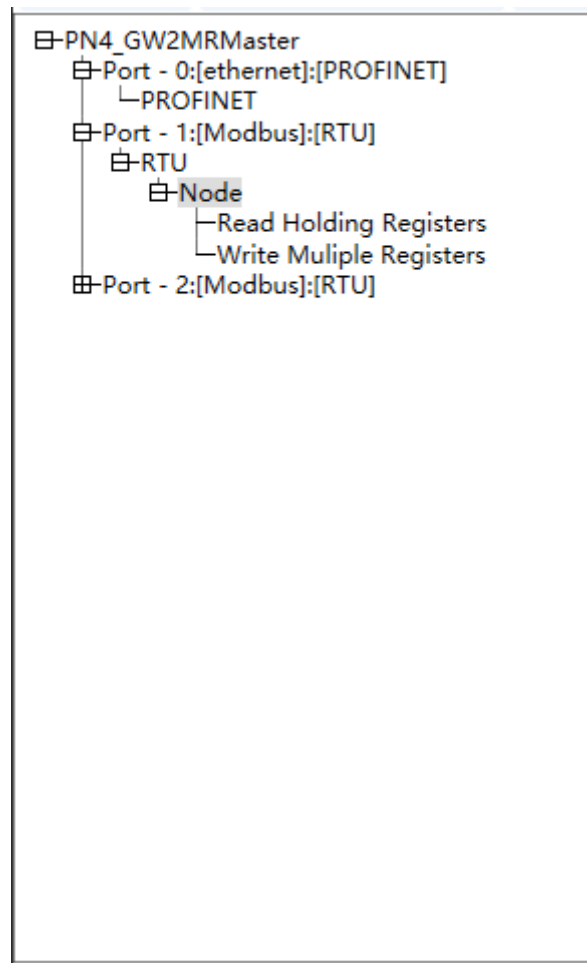 PN4_GW2MRMaster
Port - 0:[ethernet]:[PROFINET]
PROFINET
Port - 1:[Modbus]:[RTU]
RTU
Node
Read Holding Registers
Write Muliple Registers
Port - 2:[Modbus]:[RTU]